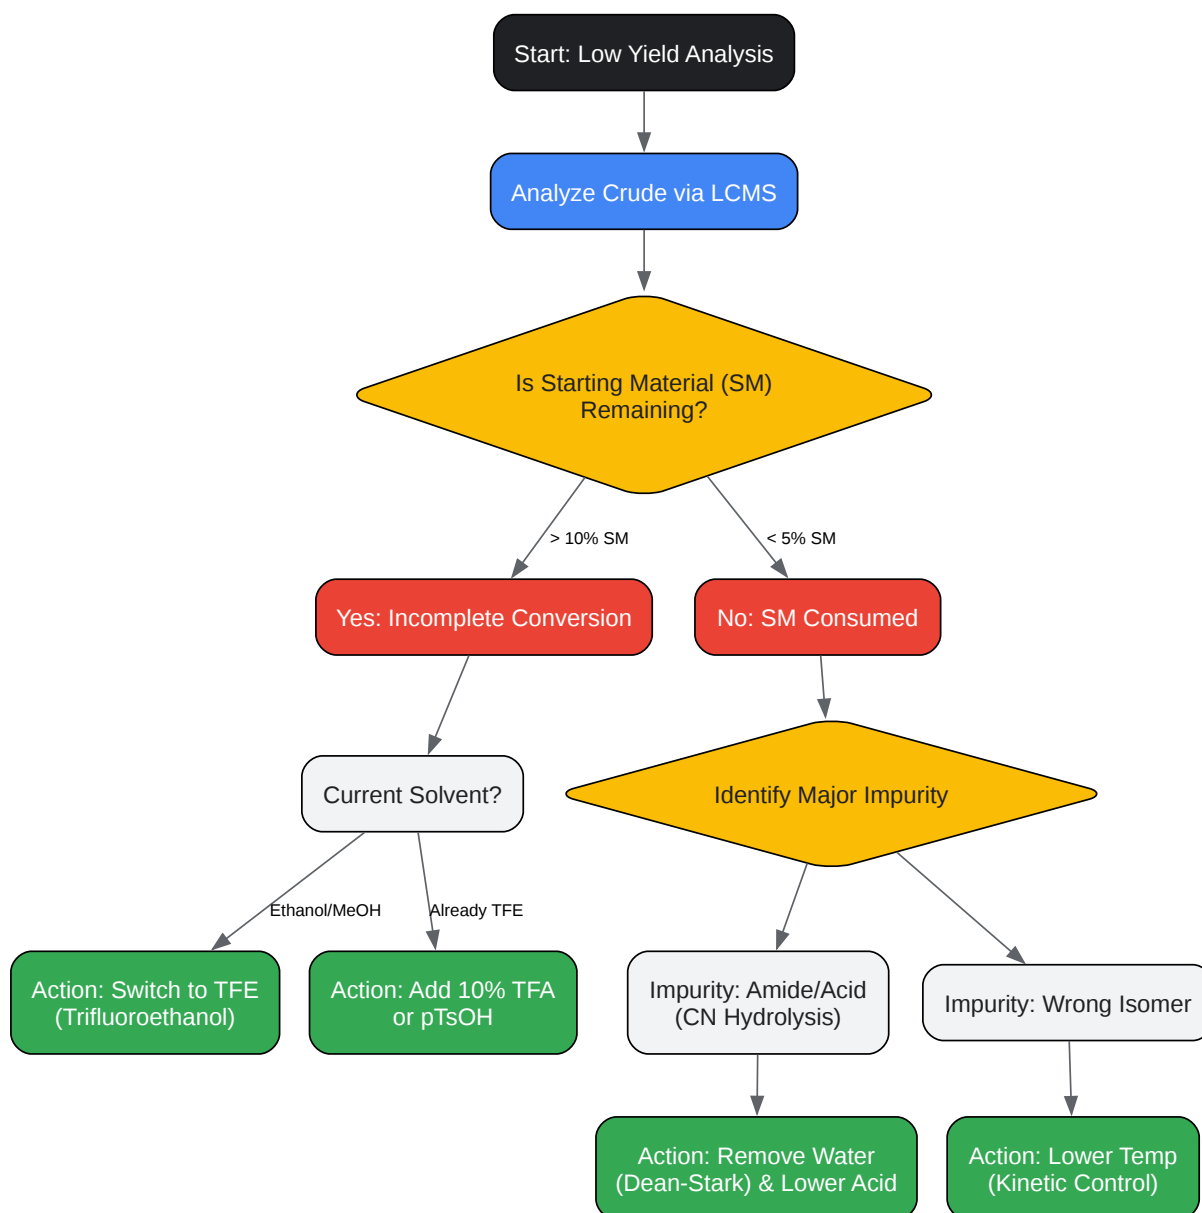 Start: Low Yield Analysis
Analyze Crude via LCMS
Is Starting Material (SM)
Remaining?
> 10% SM
< 5% SM
Yes: Incomplete Conversion
No: SM Consumed
Current Solvent?
Identify Major Impurity
Ethanol/MeOH
Already TFE
Action: Switch to TFE
(Trifluoroethanol)
Action: Add 10% TFA
or pTsOH
Impurity: Amide/Acid
(CN Hydrolysis)
Impurity: Wrong Isomer
Action: Remove Water
(Dean-Stark) & Lower Acid
Action: Lower Temp
(Kinetic Control)